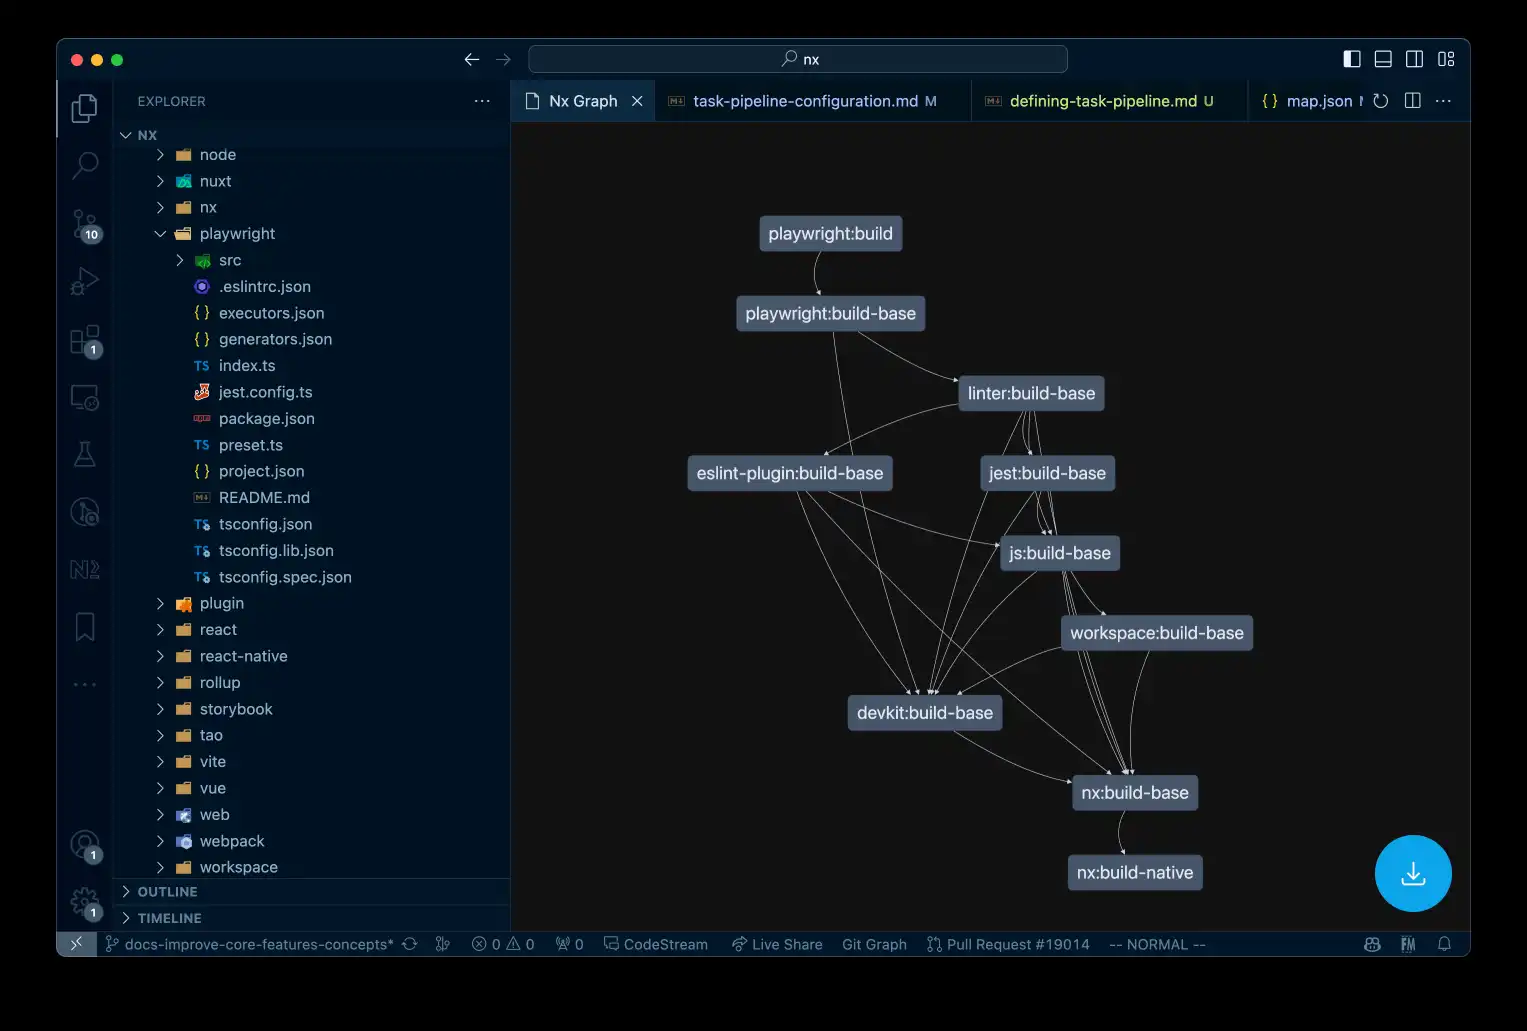 nx
EXPLORER
Nx Graph
task-pipeline-configuration.md M
defining-task-pipeline.md U
map.json
NX
node
nuxt
nx
playwright
src
.eslintrc.json
executors.json
generators.json
TS index.ts
jest.config.ts
package.json
TS preset.ts
project.json
README.md
TS tsconfig.json
TS tsconfig.lib.json
TS tsconfig.spec.json
plugin
react
react-native
rollup
storybook
tao
vite
vue
web
webpack
workspace
OUTLINE
TIMELINE
10
1
1
1
playwright:build
playwright:build-base
linter:build-base
eslint-plugin:build-base
jest:build-base
js:build-base
workspace:build-base
devkit:build-base
nx:build-base
nx:build-native
docs-improve-core-features-concepts* 0 0 0 CodeStream Live Share Git Graph Pull Request #19014 -- NORMAL --